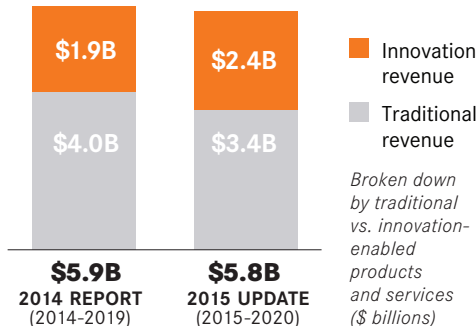 $1.9B
$4.0B
$5.9B
2014 REPORT
(2014-2019)
$2.4B
$3.4B
$5.8B
2015 UPDATE
(2015-2020)
Innovation
revenue
Traditional
revenue
Broken down
by traditional
vs. innovation-
enabled
products
and services
($ billions)